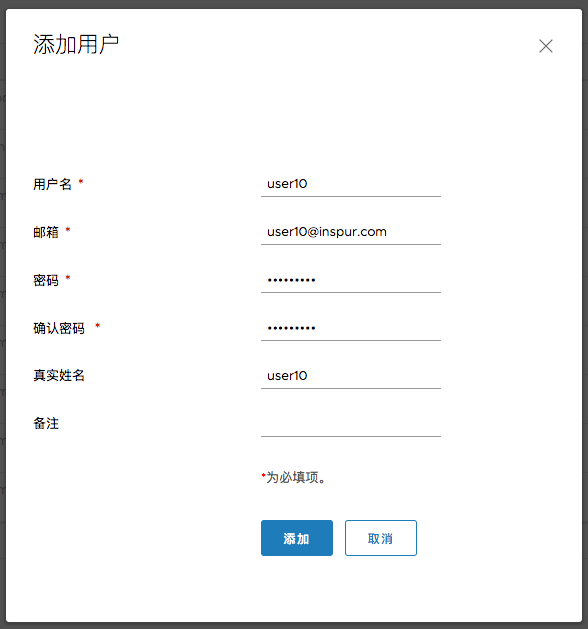 添加用户
用户名 * user10
邮箱 * user10@inspur.com
密码 * •••••••••
确认密码 * •••••••••
真实姓名 user10
备注
*为必填项。
添加 取消